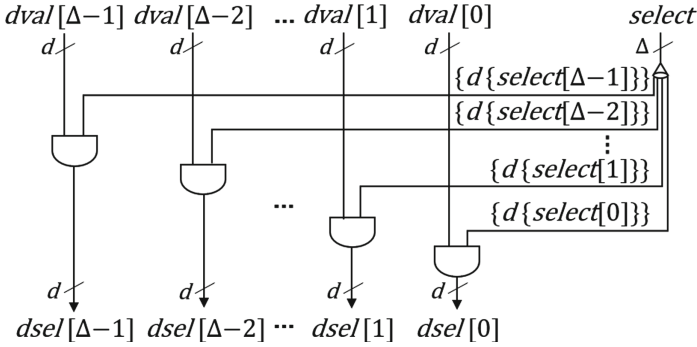 dval[Δ−1] dval[Δ−2] ... dval[1] dval[0] select
d d d d Δ
{d{select[Δ−1]}}
{d{select[Δ−2]}}
⋮
{d{select[1]}}
...
{d{select[0]}}
d d d d
dsel[Δ−1] dsel[Δ−2] ... dsel[1] dsel[0]